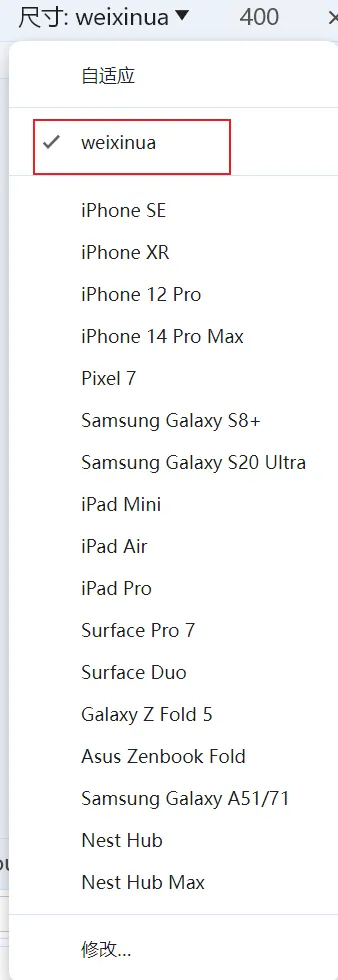 尺寸: weixinua ▼ 400 ×
自适应
weixinua
iPhone SE
iPhone XR
iPhone 12 Pro
iPhone 14 Pro Max
Pixel 7
Samsung Galaxy S8+
Samsung Galaxy S20 Ultra
iPad Mini
iPad Air
iPad Pro
Surface Pro 7
Surface Duo
Galaxy Z Fold 5
Asus Zenbook Fold
Samsung Galaxy A51/71
Nest Hub
Nest Hub Max
修改...